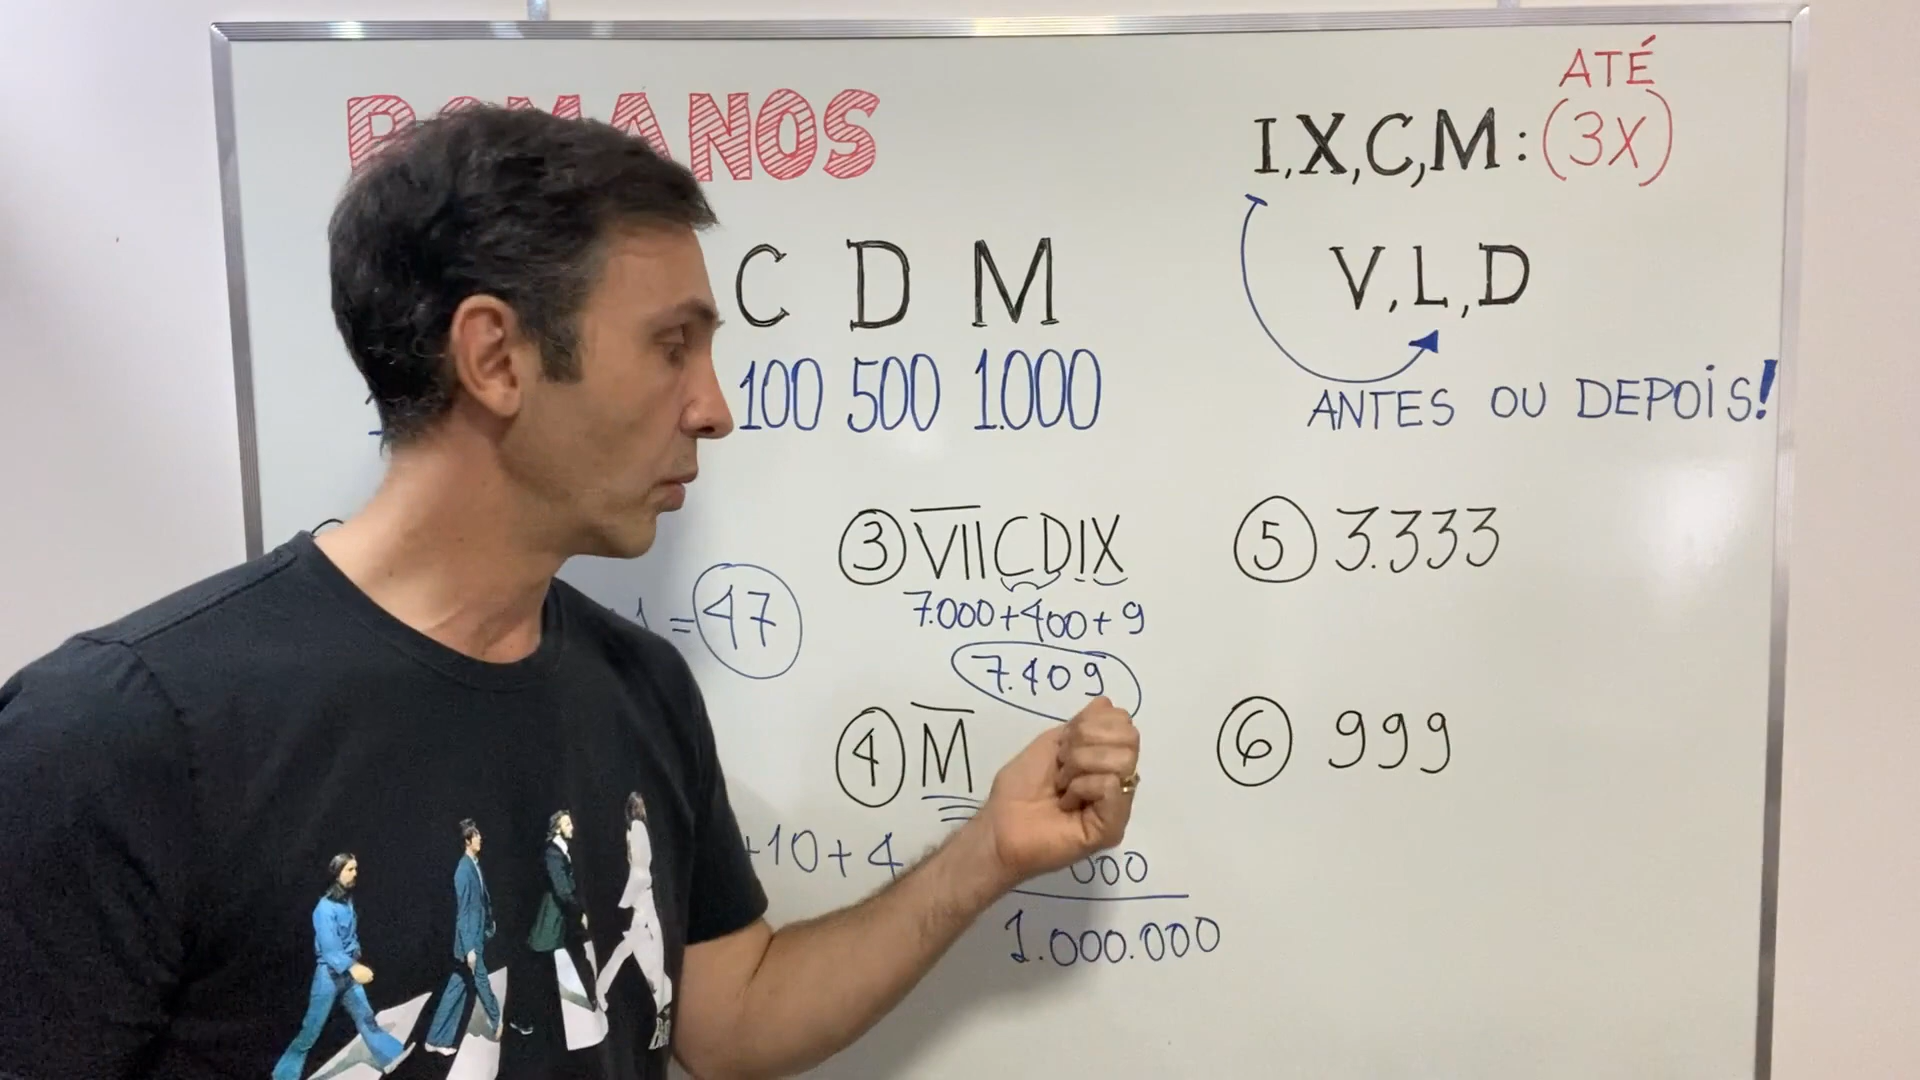 ROMANOS
C D M
100 500 1.000
ATÉ
I,X,C,M: (3X)
V,L,D
ANTES OU DEPOIS!
= 47
3 V̅I̅I̅CDIX
7.000+400+9
7.409
4 M̅
+10+4
000
1.000.000
5 3.333
6 999